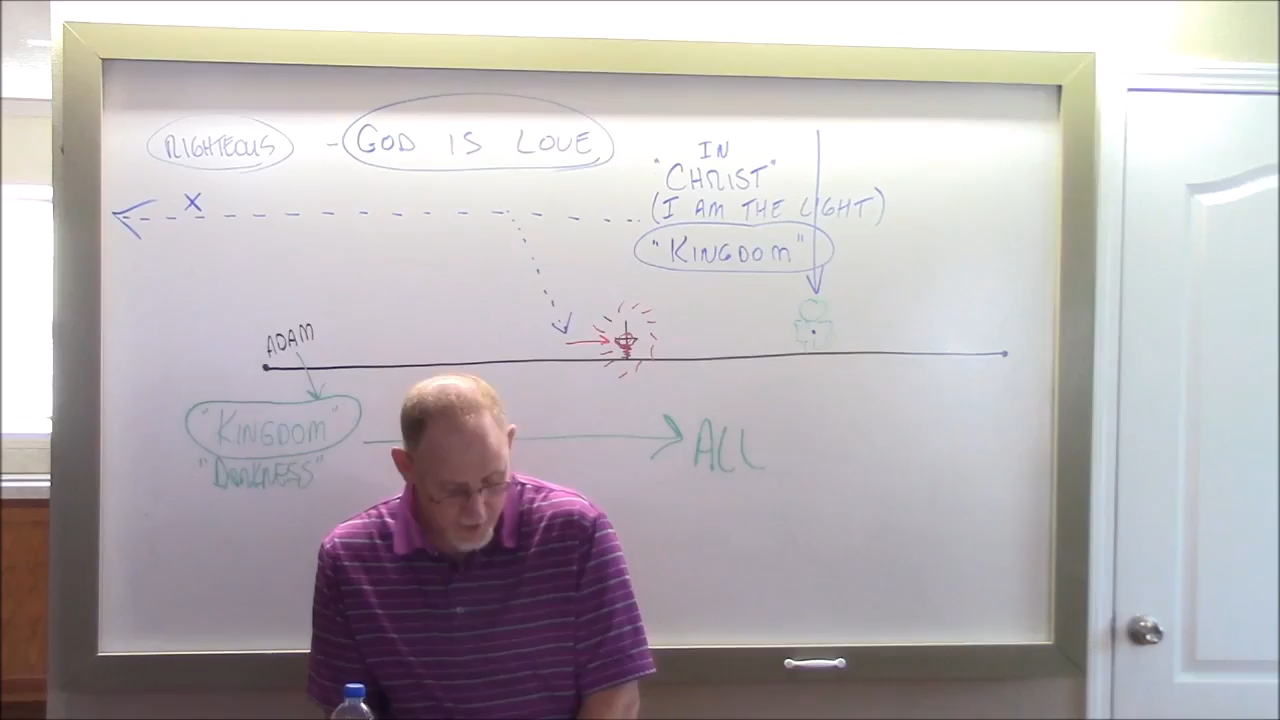 RIGHTEOUS - GOD IS LOVE
IN
"CHRIST"
(I AM THE LIGHT)
"KINGDOM"
X
ADAM
"KINGDOM"
"DARKNESS"
ALL